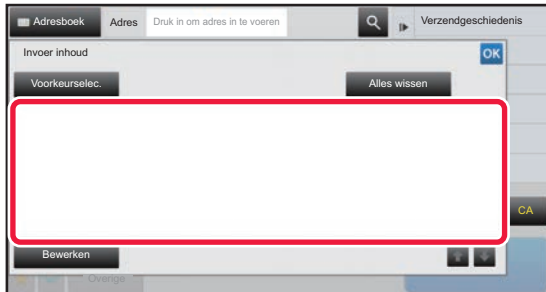 Adresboek Adres Druk in om adres in te voeren Verzendgeschiedenis
Invoer inhoud OK
Voorkeurselec. Alles wissen
CA
Bewerken
Overige